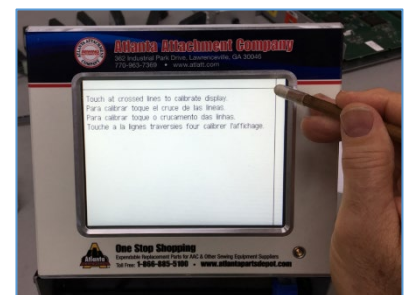 Atlanta Attachment Company
362 Industrial Park Drive, Lawrenceville, GA 30046
770-963-7369 • www.atlatt.com
Touch at crossed lines to calibrate display.
Para calibrar toque el cruce de las lineas.
Para calibrar toque o cruzamento das linhas.
Touche a la lignes traversies four calibrer l'affichage.
One Stop Shopping
Expendable Replacement Parts for AAC & Other Sewing Equipment Suppliers
Toll Free: 1-866-885-5100 • www.atlantapartsdepot.com
Atlanta